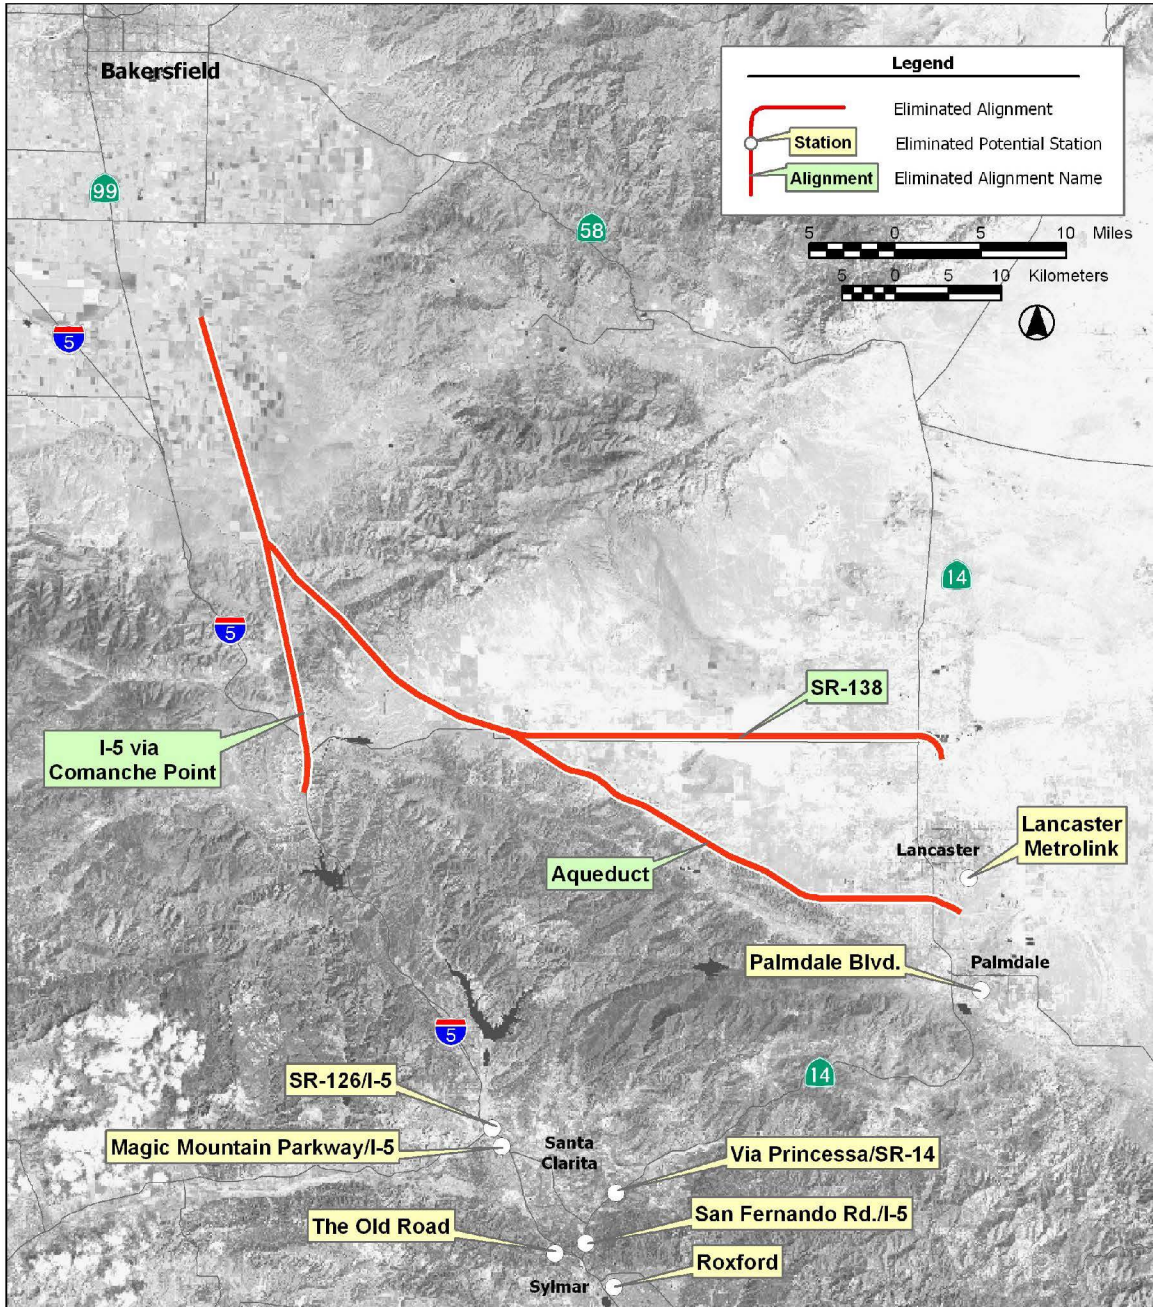 Bakersfield
Legend
Eliminated Alignment
Station
Eliminated Potential Station
Alignment
Eliminated Alignment Name
99
58
5 0 5 10 Miles
5 0 5 10 Kilometers
5
14
5
SR-138
I-5 via
Comanche Point
Lancaster
Metrolink
Lancaster
Aqueduct
Palmdale Blvd.
Palmdale
5
14
SR-126/I-5
Magic Mountain Parkway/I-5
Santa
Clarita
Via Princessa/SR-14
The Old Road
San Fernando Rd./I-5
Sylmar
Roxford